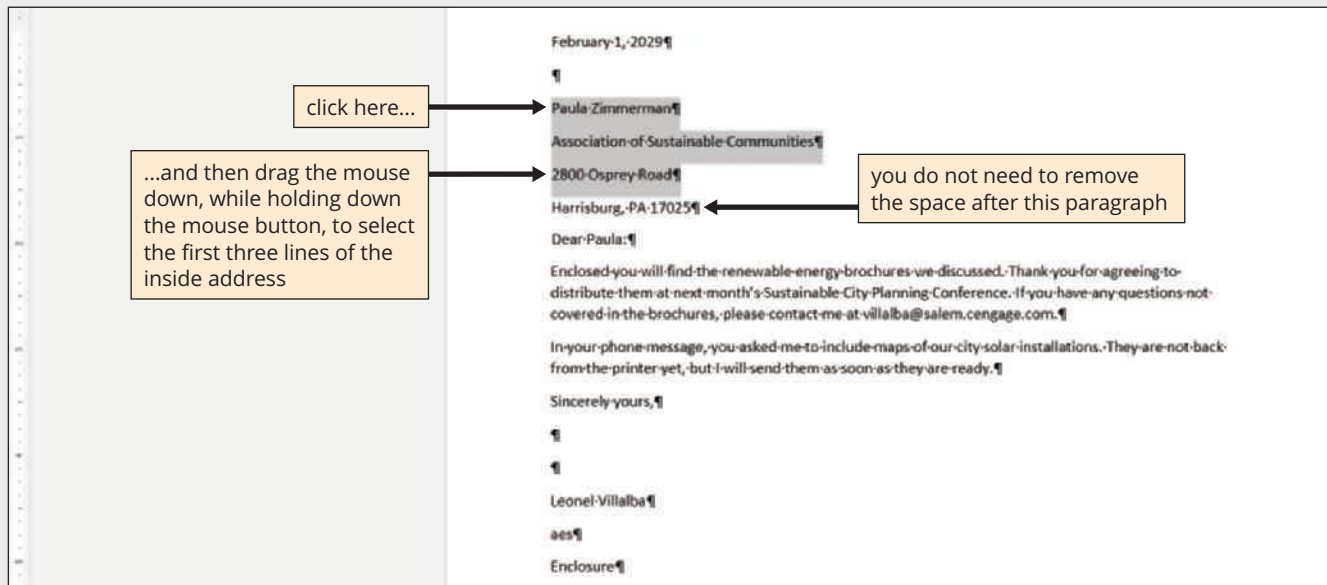 February·1,·2029¶
¶
click here...
Paula·Zimmerman¶
Association·of·Sustainable·Communities¶
...and then drag the mouse
down, while holding down
the mouse button, to select
the first three lines of the
inside address
2800·Osprey·Road¶
Harrisburg,·PA·17025¶
you do not need to remove
the space after this paragraph
Dear·Paula:¶
Enclosed·you·will·find·the·renewable·energy·brochures·we·discussed.·Thank·you·for·agreeing·to·
distribute·them·at·next·month's·Sustainable·City·Planning·Conference.·If·you·have·any·questions·not·
covered·in·the·brochures,·please·contact·me·at·villalba@salem.cengage.com.¶
In·your·phone·message,·you·asked·me·to·include·maps·of·our·city·solar·installations.·They·are·not·back·
from·the·printer·yet,·but·I·will·send·them·as·soon·as·they·are·ready.¶
Sincerely·yours,¶
¶
¶
Leonel·Villalba¶
aes¶
Enclosure¶